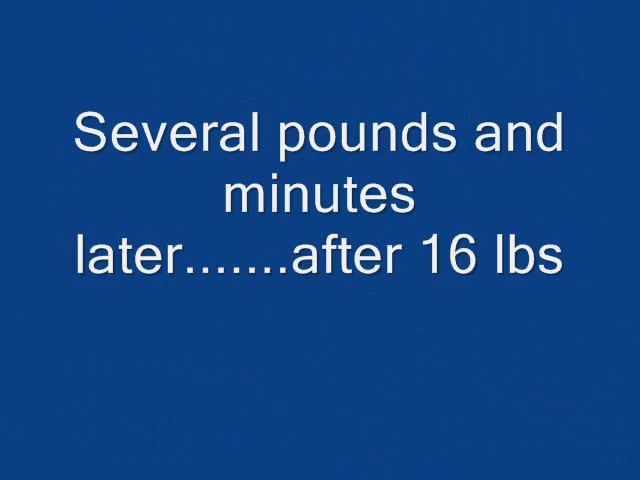 Several pounds and
minutes
later.......after 16 lbs